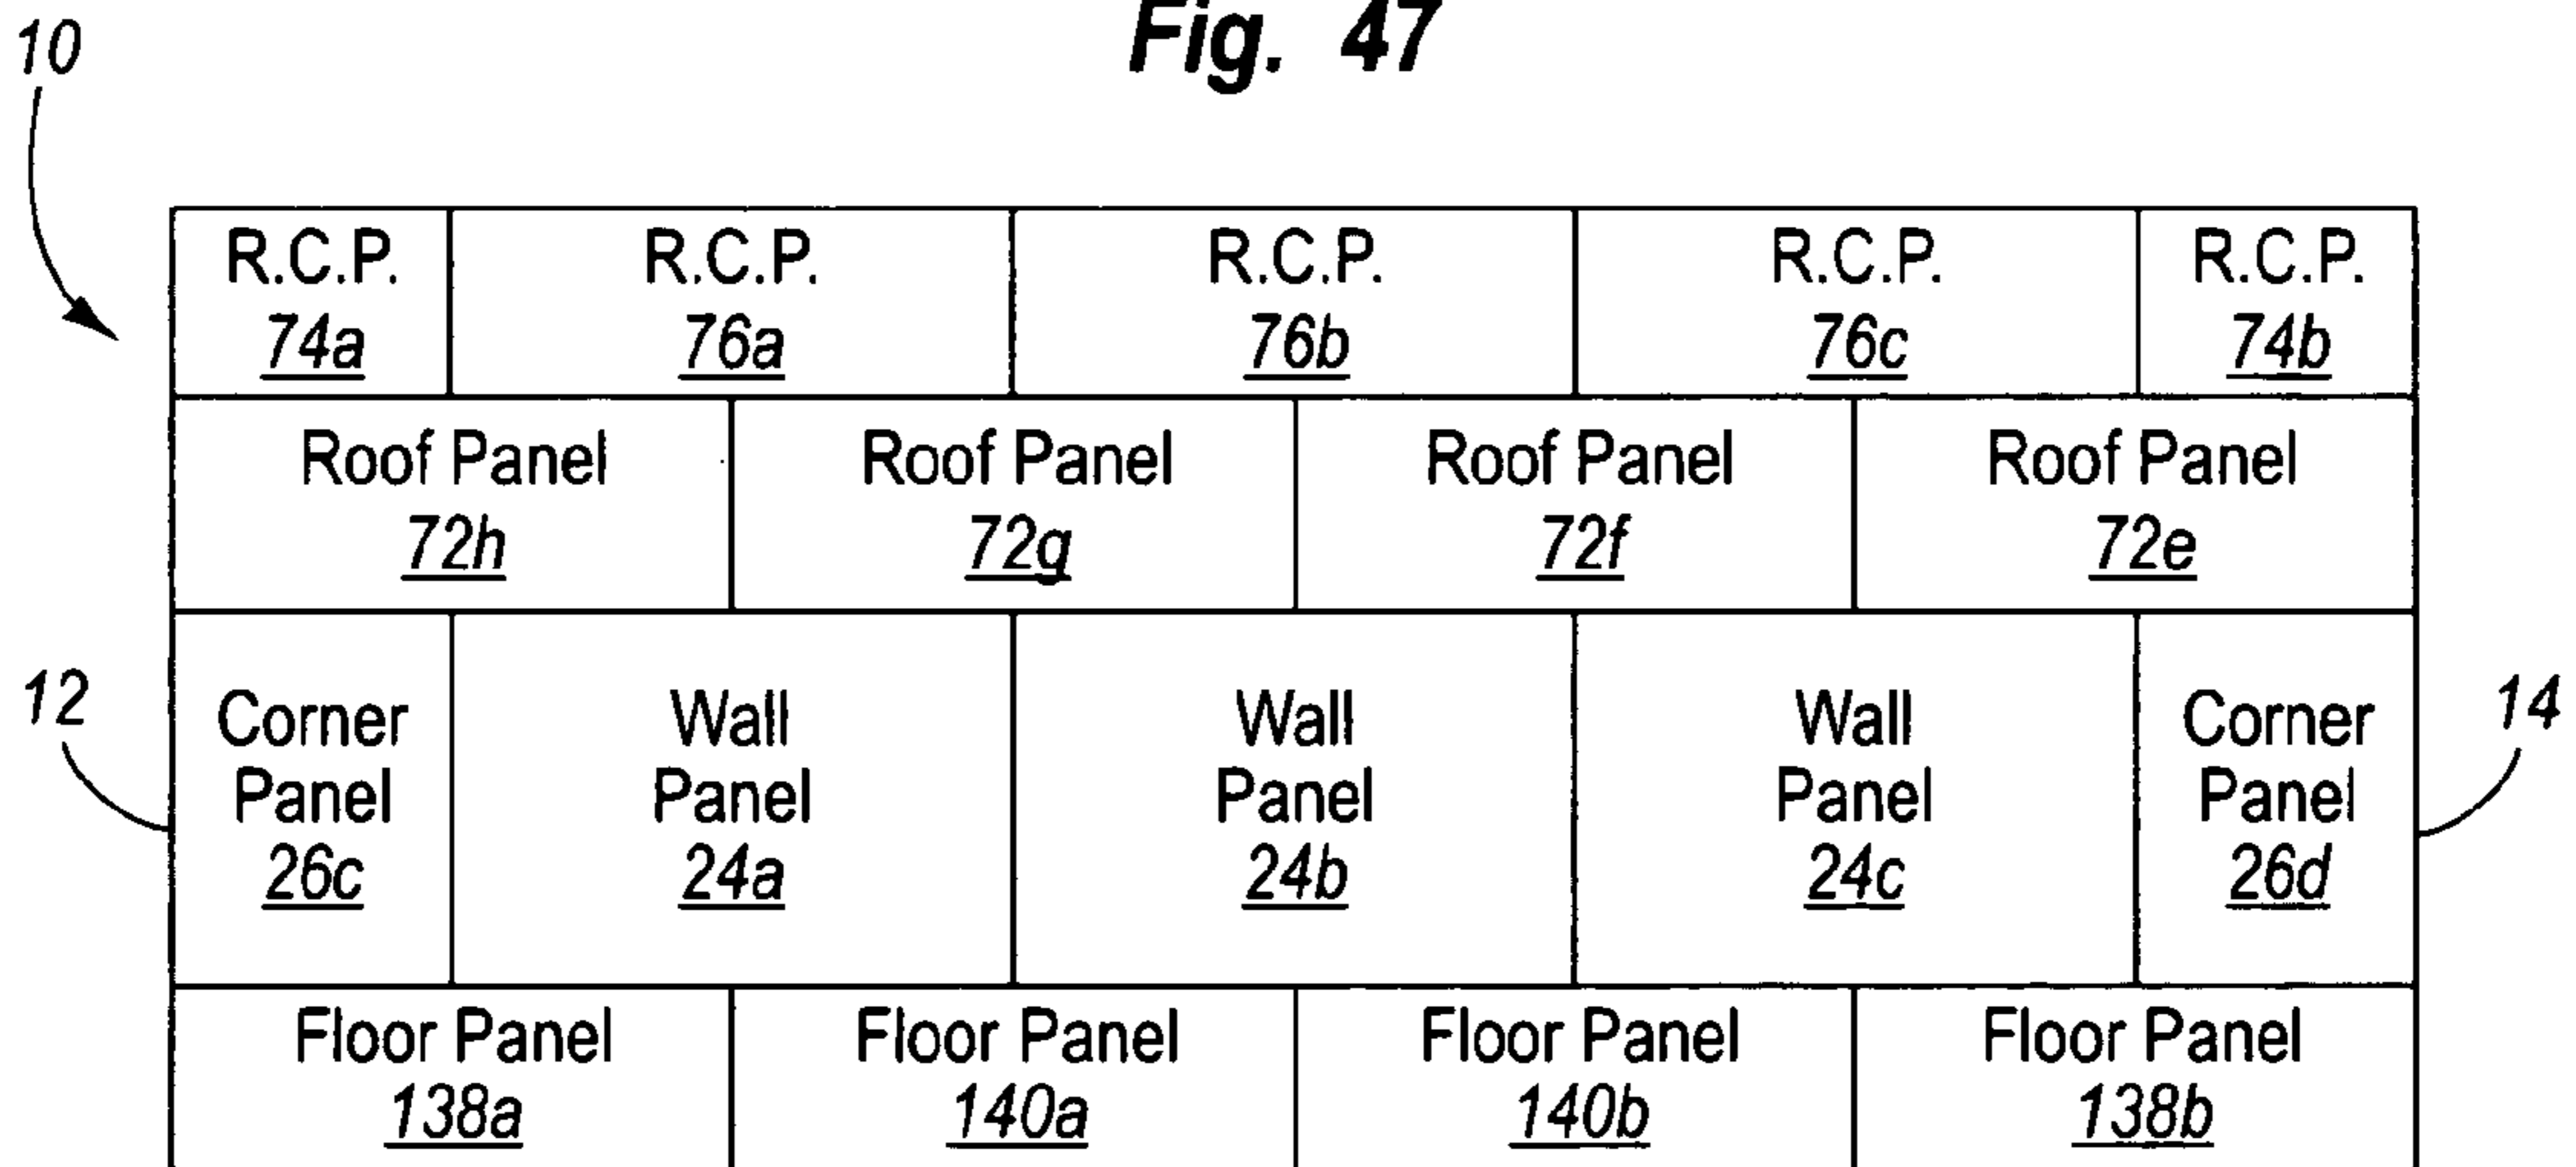 Fig. 47
10
R.C.P. R.C.P. R.C.P. R.C.P. R.C.P.
74a 76a 76b 76c 74b
Roof Panel Roof Panel Roof Panel Roof Panel
72h 72g 72f 72e
12 14
Corner Wall Wall Wall Corner
Panel Panel Panel Panel Panel
26c 24a 24b 24c 26d
Floor Panel Floor Panel Floor Panel Floor Panel
138a 140a 140b 138b